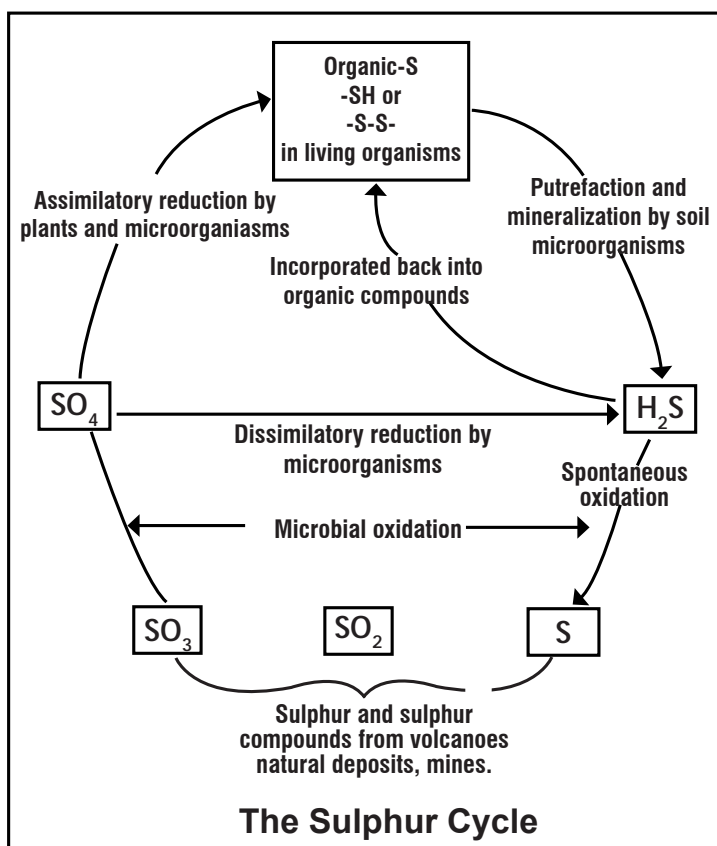 Organic-S
-SH or
-S-S-
in living organisms
Assimilatory reduction by
plants and microorganiasms
Putrefaction and
mineralization by soil
microorganisms
Incorporated back into
organic compounds
SO₄
H₂S
Dissimilatory reduction by
microorganisms
Spontaneous
oxidation
Microbial oxidation
SO₃
SO₂
S
Sulphur and sulphur
compounds from volcanoes
natural deposits, mines.
The Sulphur Cycle